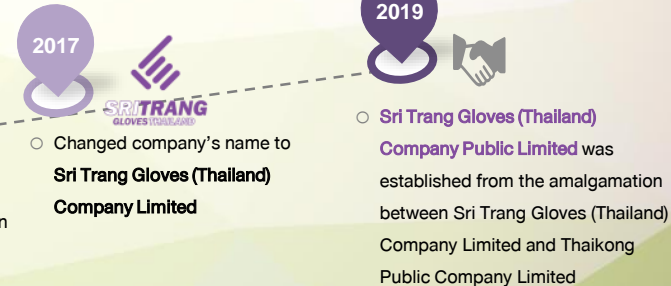 2017
SRITRANG
GLOVES THAILAND
○ Changed company's name to
Sri Trang Gloves (Thailand)
Company Limited
n
2019
○ Sri Trang Gloves (Thailand)
Company Public Limited was
established from the amalgamation
between Sri Trang Gloves (Thailand)
Company Limited and Thaikong
Public Company Limited